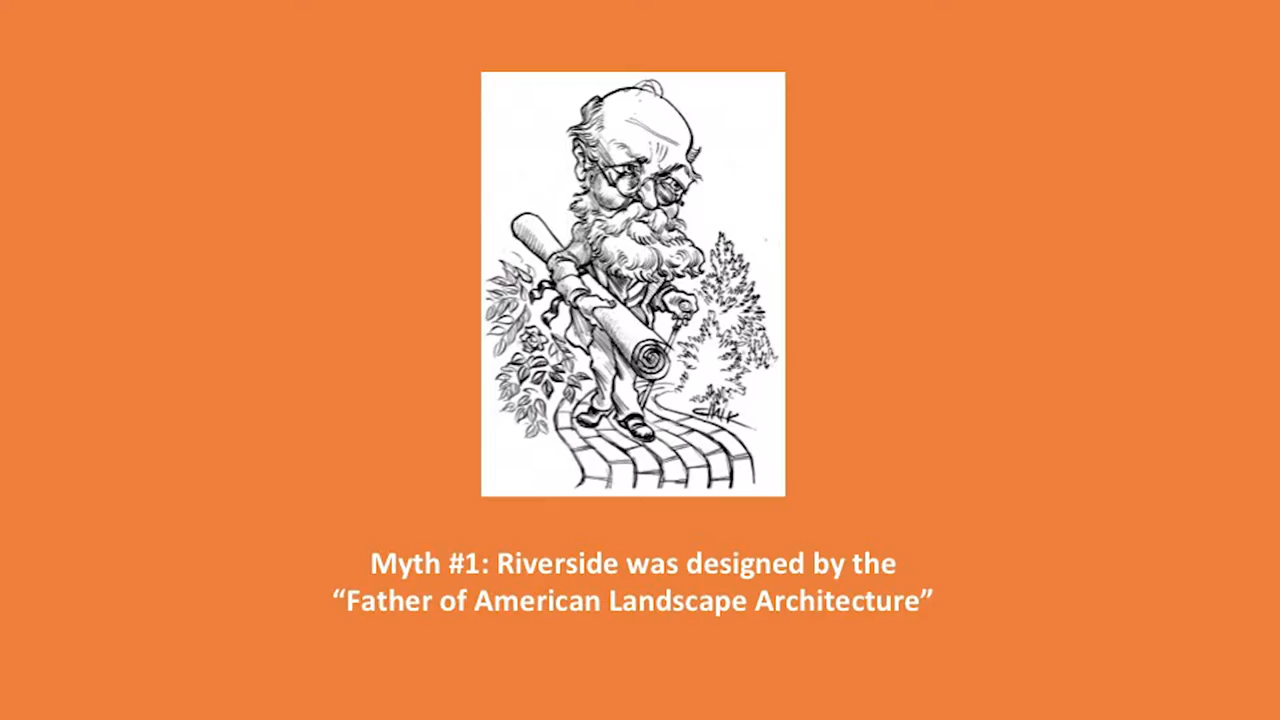 Myth #1: Riverside was designed by the
“Father of American Landscape Architecture”